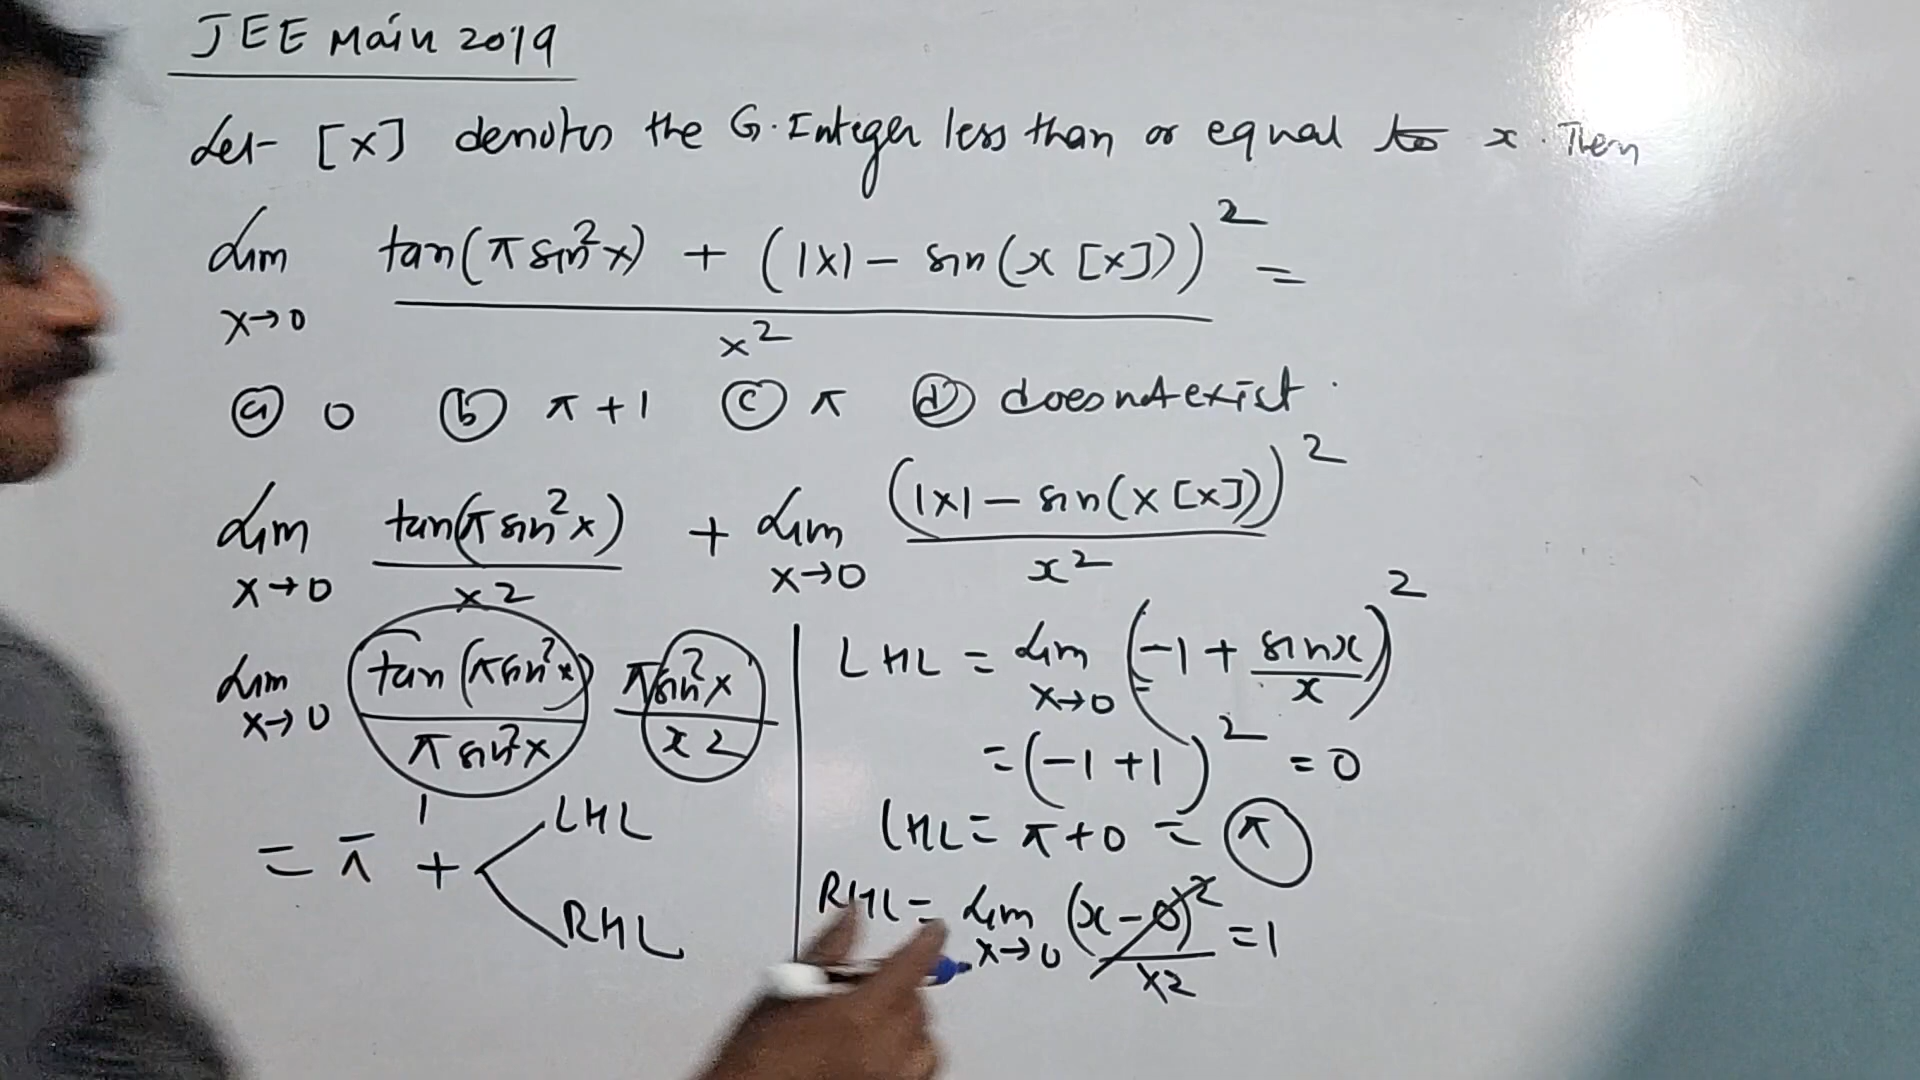 JEE Main 2019
Let [x] denotes the G.Integer less than or equal to x. Then
Lim x→0 (tan(π sin²x) + (|x| − sin(x [x]))²) / x² =
ⓐ 0 ⓑ π + 1 ⓒ π ⓓ does not exist.
Lim x→0 tan(π sin²x) / x² + Lim x→0 (|x| − sin(x [x]))² / x²
Lim x→0 tan(π sin²x) / π sin²x π sin²x / x²
1
= π + LHL
RHL
LHL = Lim x→0 (−1 + sin x / x)²
= (−1 + 1)² = 0
LHL = π + 0 = π
RHL = Lim x→0 (x − 0)² / x² = 1